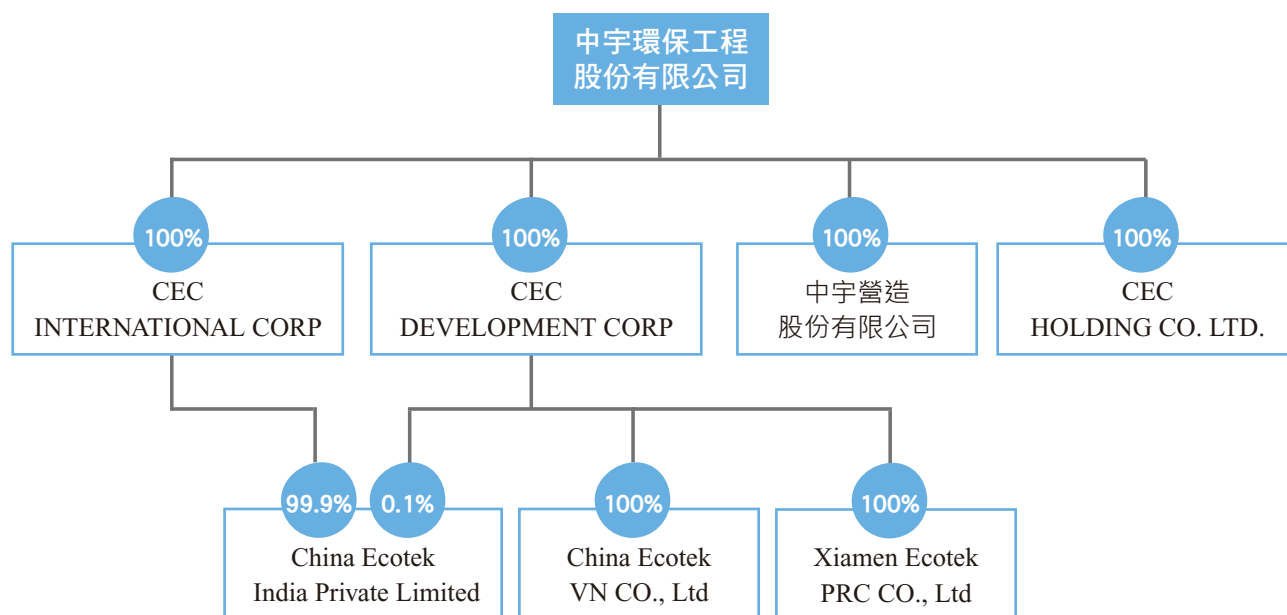 中宇環保工程
股份有限公司
100%
CEC
INTERNATIONAL CORP
100%
CEC
DEVELOPMENT CORP
100%
中宇營造
股份有限公司
100%
CEC
HOLDING CO. LTD.
99.9%
0.1%
China Ecotek
India Private Limited
100%
China Ecotek
VN CO., Ltd
100%
Xiamen Ecotek
PRC CO., Ltd